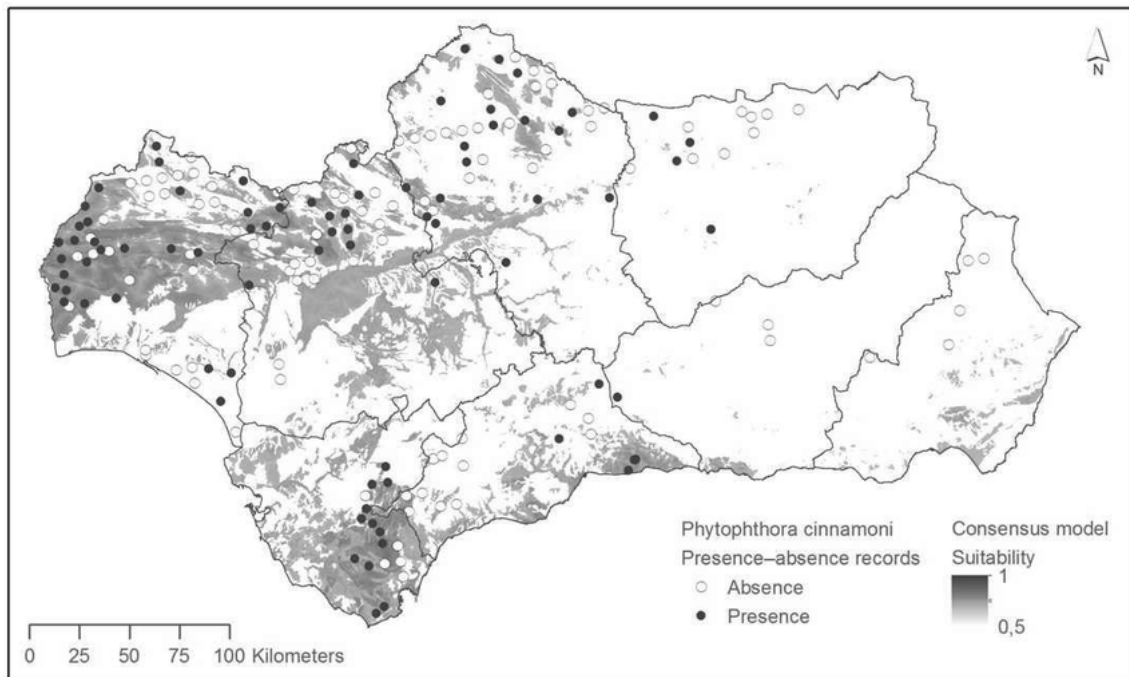 N
Phytophthora cinnamoni
Presence–absence records
Absence
Presence
Consensus model
Suitability
1
0,5
0 25 50 75 100 Kilometers